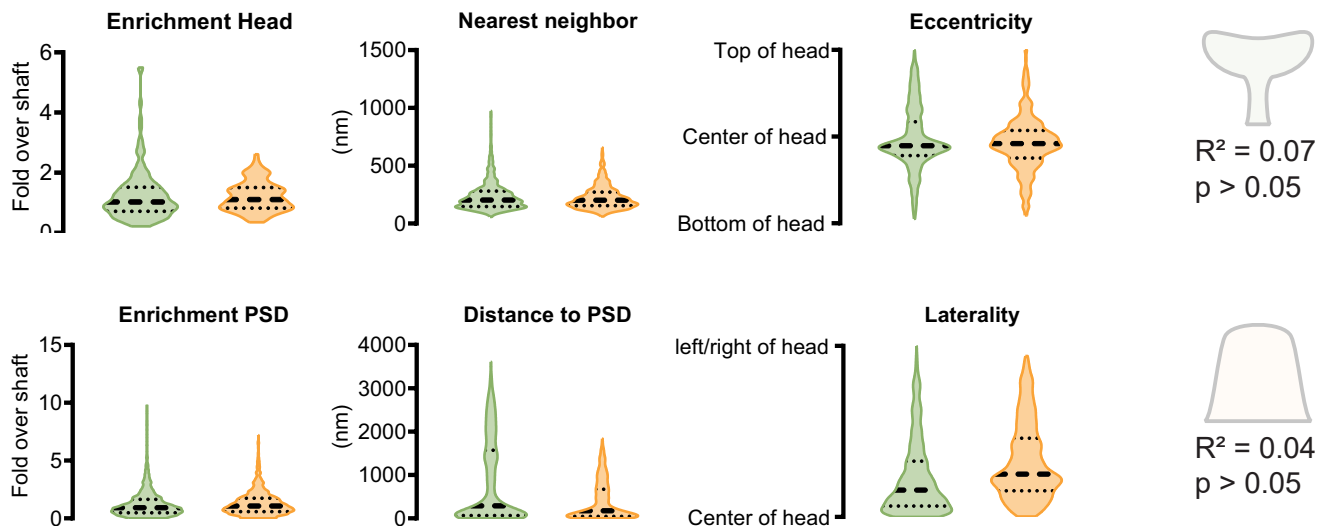 Enrichment Head
Fold over shaft
6
4
2
0
Nearest neighbor
(nm)
1500
1000
500
0
Eccentricity
Top of head
Center of head
Bottom of head
R² = 0.07
p > 0.05
Enrichment PSD
Fold over shaft
15
10
5
0
Distance to PSD
(nm)
4000
3000
2000
1000
0
Laterality
left/right of head
Center of head
R² = 0.04
p > 0.05